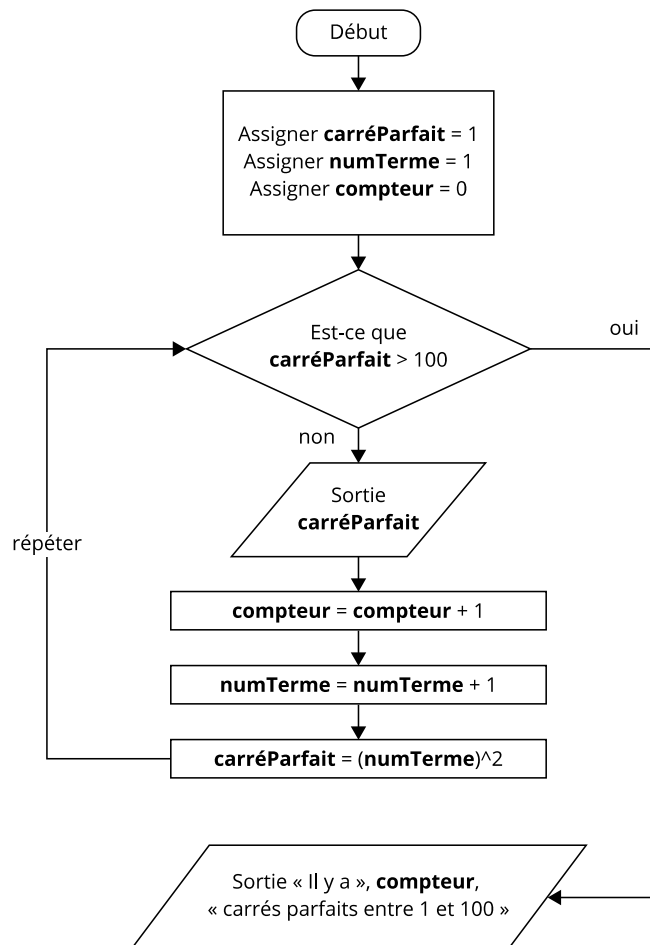 Début
Assigner carréParfait = 1
Assigner numTerme = 1
Assigner compteur = 0
Est-ce que
carréParfait > 100
oui
non
Sortie
carréParfait
répéter
compteur = compteur + 1
numTerme = numTerme + 1
carréParfait = (numTerme)^2
Sortie « Il y a », compteur,
« carrés parfaits entre 1 et 100 »